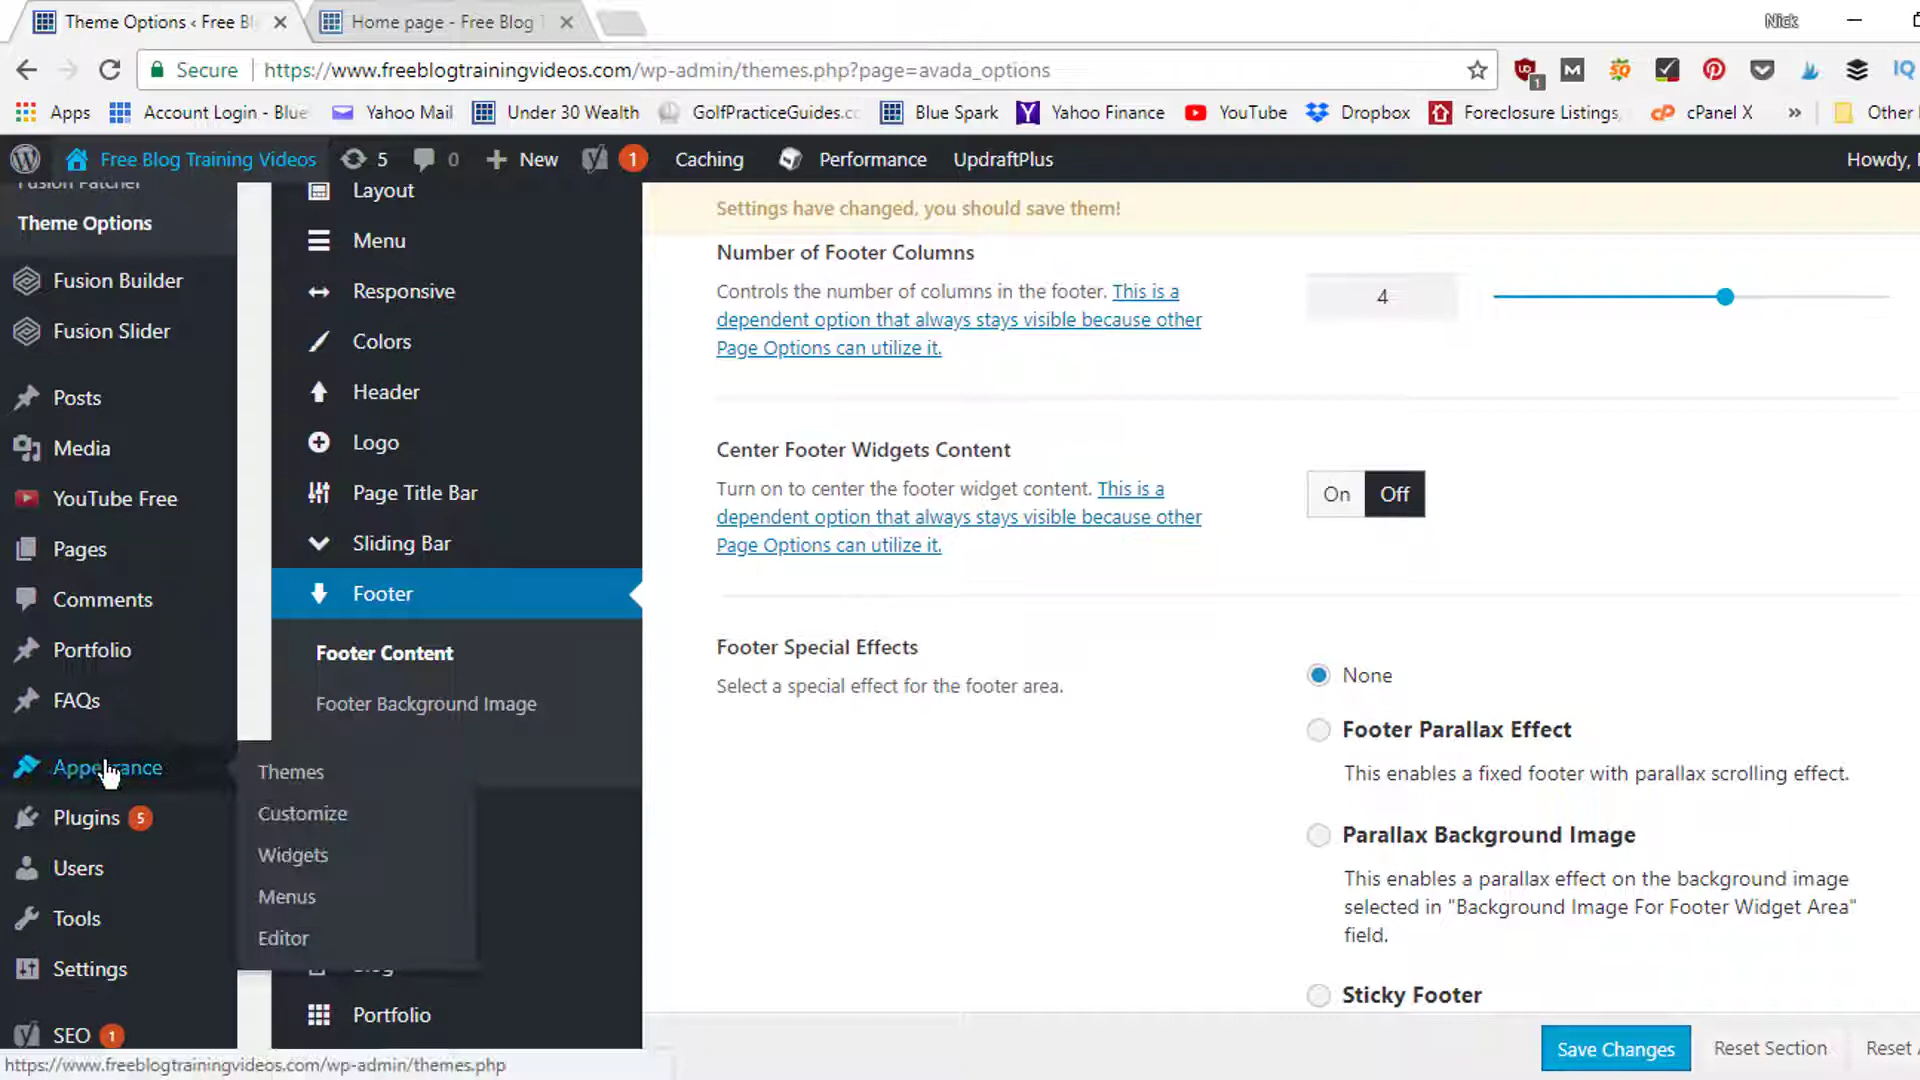 Theme Options ‹ Free Bl
Home page - Free Blog T
Nick
Secure
https://www.freeblogtrainingvideos.com/wp-admin/themes.php?page=avada_options
1
M
IQ
Apps
Account Login - Blue
Yahoo Mail
Under 30 Wealth
GolfPracticeGuides.cc
Blue Spark
Yahoo Finance
YouTube
Dropbox
Foreclosure Listings,
cPanel X
»
Other
Free Blog Training Videos
5
0
New
1
Caching
Performance
UpdraftPlus
Howdy,
Fusion Patcher
Theme Options
Fusion Builder
Fusion Slider
Posts
Media
YouTube Free
Pages
Comments
Portfolio
FAQs
Appearance
Plugins 5
Users
Tools
Settings
SEO 1
Themes
Customize
Widgets
Menus
Editor
Layout
Menu
Responsive
Colors
Header
Logo
Page Title Bar
Sliding Bar
Footer
Footer Content
Footer Background Image
Blog
Portfolio
Settings have changed, you should save them!
Number of Footer Columns
Controls the number of columns in the footer. This is a
dependent option that always stays visible because other
Page Options can utilize it.
4
Center Footer Widgets Content
Turn on to center the footer widget content. This is a
dependent option that always stays visible because other
Page Options can utilize it.
On Off
Footer Special Effects
Select a special effect for the footer area.
None
Footer Parallax Effect
This enables a fixed footer with parallax scrolling effect.
Parallax Background Image
This enables a parallax effect on the background image
selected in "Background Image For Footer Widget Area"
field.
Sticky Footer
Save Changes
Reset Section
Reset
https://www.freeblogtrainingvideos.com/wp-admin/themes.php